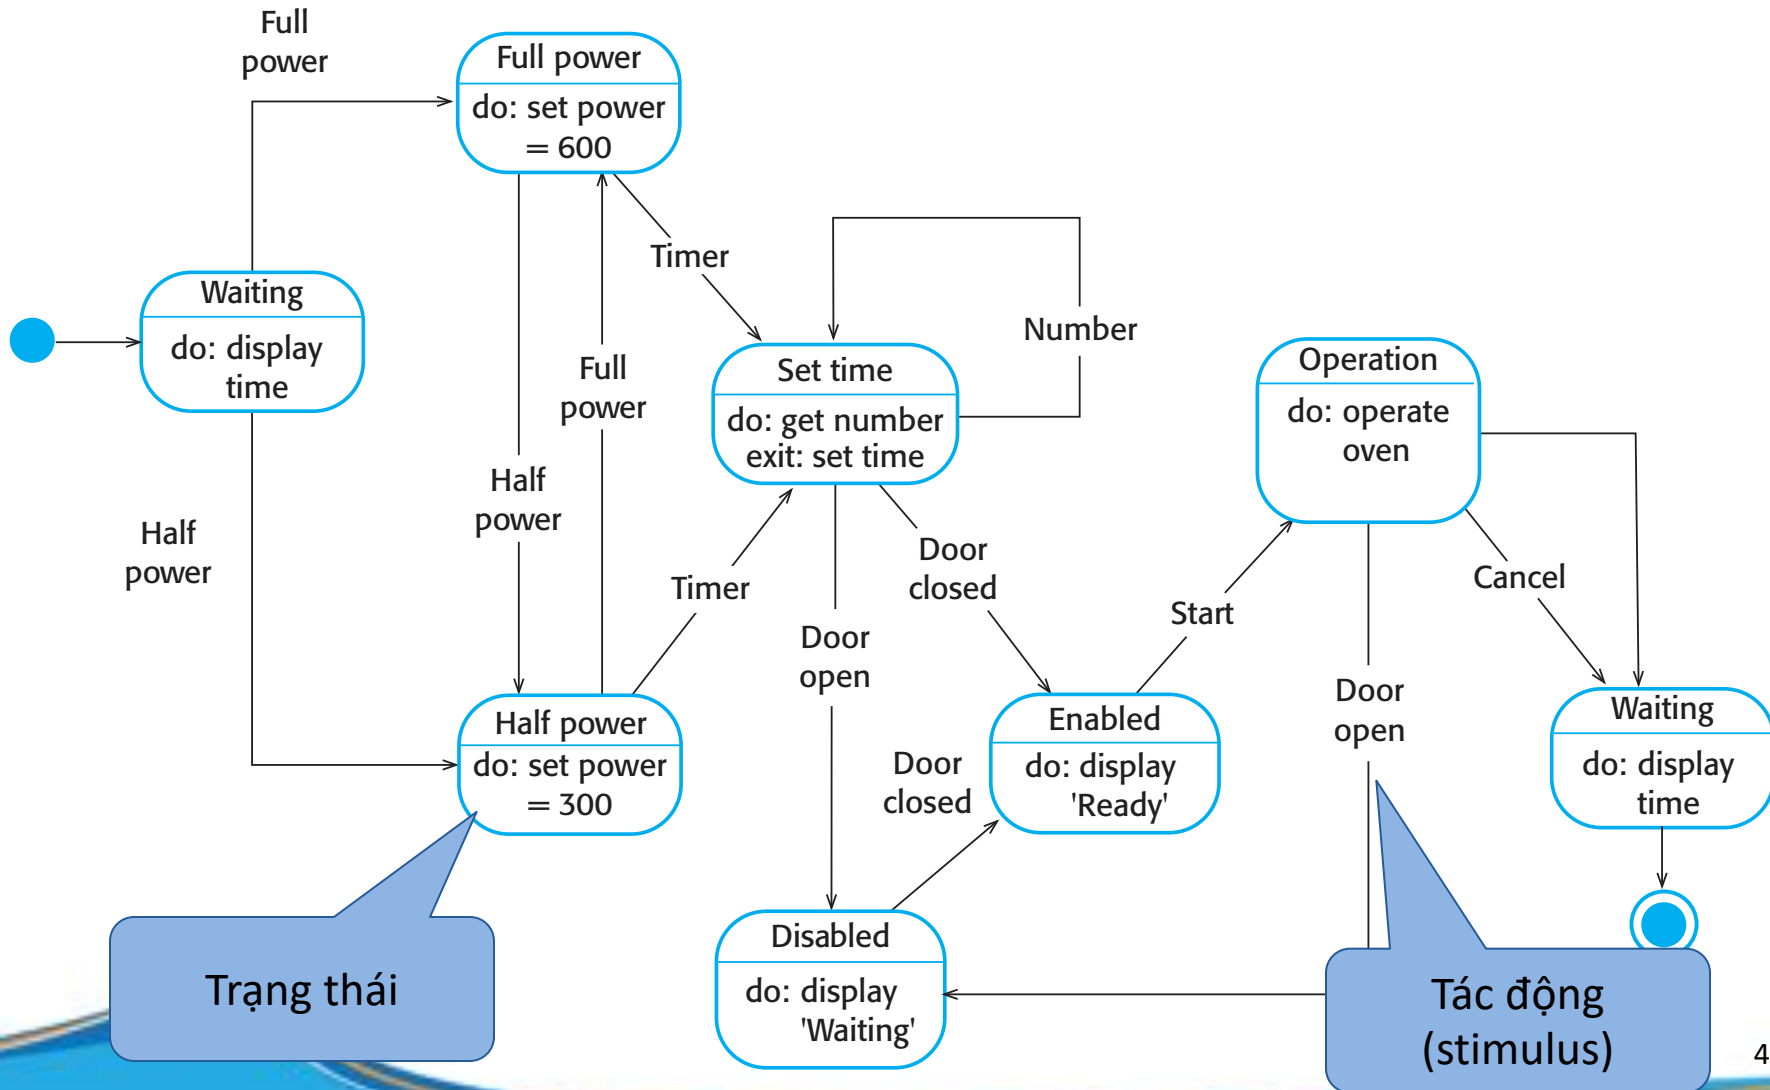 Full
power
Full power
do: set power
= 600
Timer
Waiting
do: display
time
Number
Full
power
Set time
do: get number
exit: set time
Operation
do: operate
oven
Half
power
Half
power
Timer
Door
closed
Door
open
Start
Cancel
Door
open
Half power
do: set power
= 300
Enabled
do: display
'Ready'
Door
closed
Waiting
do: display
time
Disabled
do: display
'Waiting'
Trạng thái
Tác động
(stimulus)
4